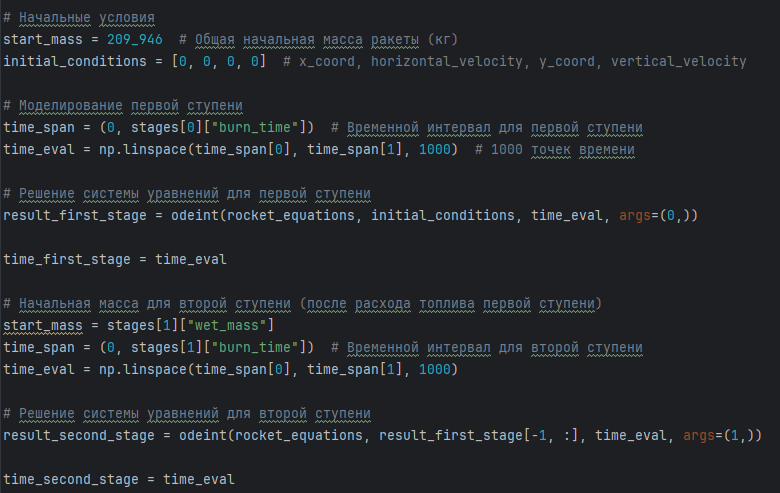 # Начальные условия
start_mass = 209_946  # Общая начальная масса ракеты (кг)
initial_conditions = [0, 0, 0, 0]  # x_coord, horizontal_velocity, y_coord, vertical_velocity
# Моделирование первой ступени
time_span = (0, stages[0]["burn_time"])  # Временной интервал для первой ступени
time_eval = np.linspace(time_span[0], time_span[1], 1000)  # 1000 точек времени
# Решение системы уравнений для первой ступени
result_first_stage = odeint(rocket_equations, initial_conditions, time_eval, args=(0,))
time_first_stage = time_eval
# Начальная масса для второй ступени (после расхода топлива первой ступени)
start_mass = stages[1]["wet_mass"]
time_span = (0, stages[1]["burn_time"])  # Временной интервал для второй ступени
time_eval = np.linspace(time_span[0], time_span[1], 1000)
# Решение системы уравнений для второй ступени
result_second_stage = odeint(rocket_equations, result_first_stage[-1, :], time_eval, args=(1,))
time_second_stage = time_eval